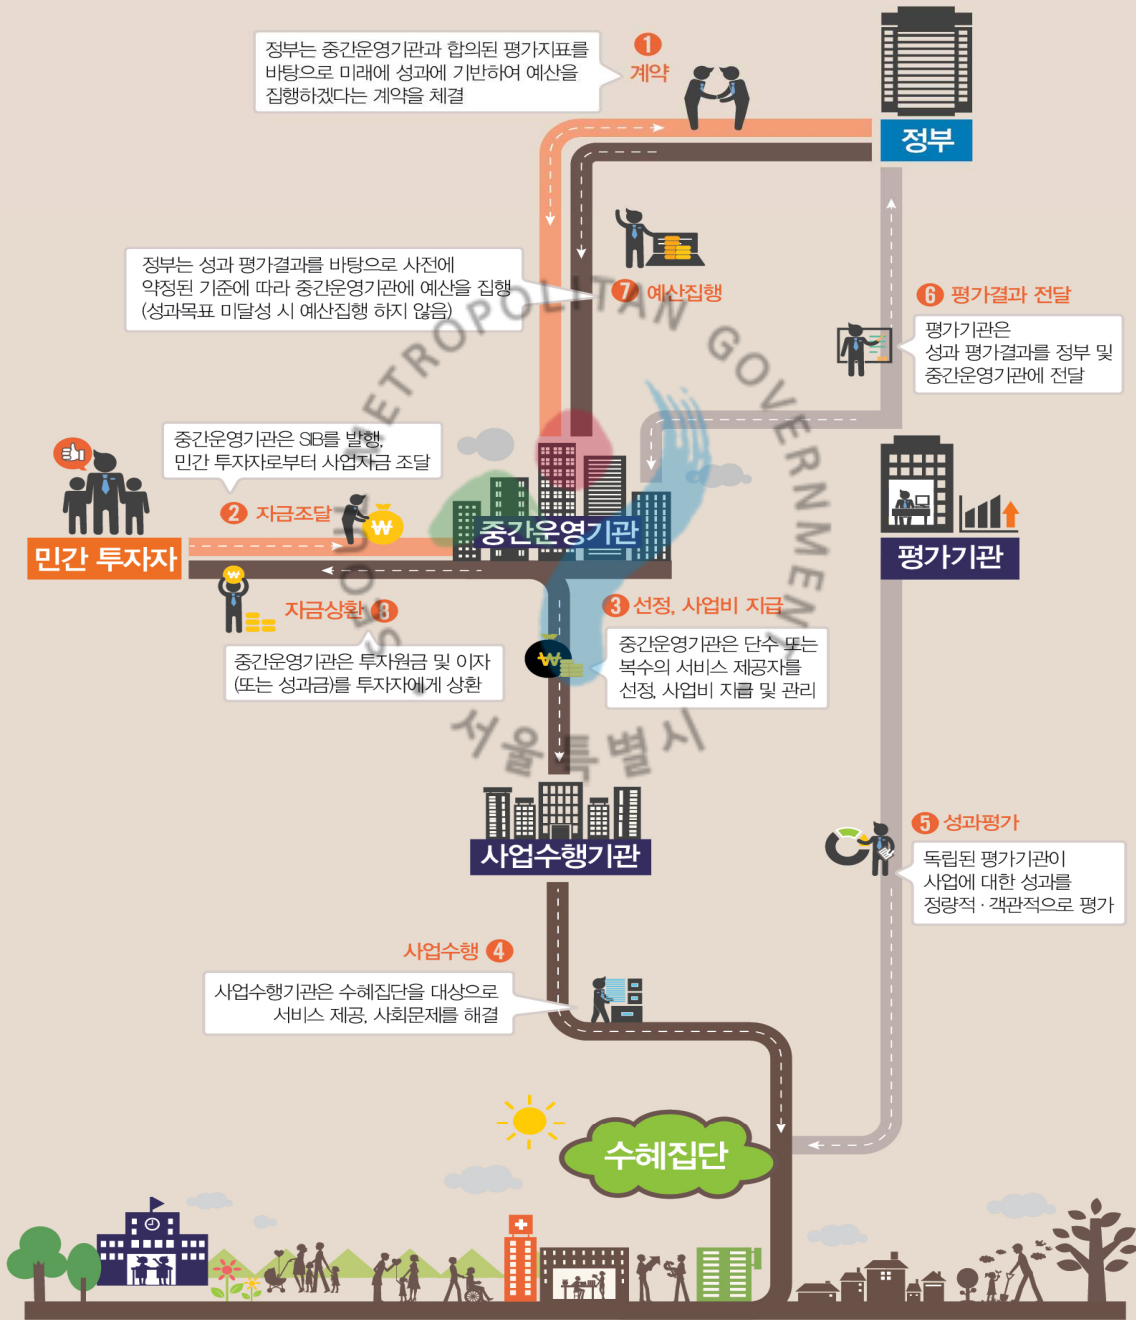 정부는 중간운영기관과 합의된 평가지표를
바탕으로 미래에 성과에 기반하여 예산을
집행하겠다는 계약을 체결
1
계약
정부
정부는 성과 평가결과를 바탕으로 사전에
약정된 기준에 따라 중간운영기관에 예산을 집행
(성과목표 미달성 시 예산집행 하지 않음)
7 예산집행
6 평가결과 전달
평가기관은
성과 평가결과를 정부 및
중간운영기관에 전달
중간운영기관은 SIB를 발행,
민간 투자자로부터 사업자금 조달
2 자금조달
민간 투자자
중간운영기관
평가기관
자금상환 8
중간운영기관은 투자원금 및 이자
(또는 성과금)를 투자자에게 상환
3 선정, 사업비 지급
중간운영기관은 단수 또는
복수의 서비스 제공자를
선정, 사업비 지급 및 관리
SEOUL METROPOLITAN GOVERNMENT
서울특별시
사업수행기관
5 성과평가
독립된 평가기관이
사업에 대한 성과를
정량적 · 객관적으로 평가
사업수행 4
사업수행기관은 수혜집단을 대상으로
서비스 제공, 사회문제를 해결
수혜집단